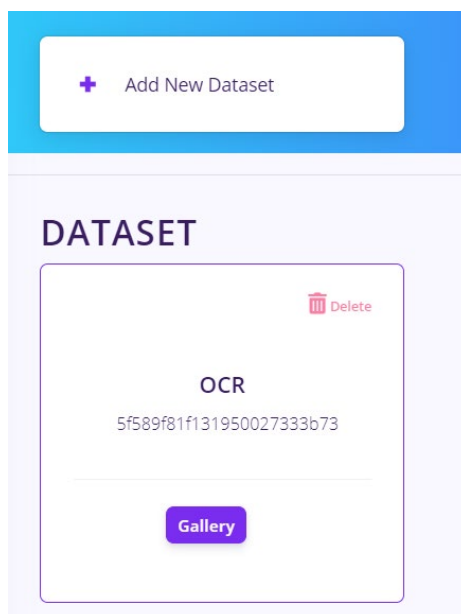 Add New Dataset
DATASET
Delete
OCR
5f589f81f131950027333b73
Gallery